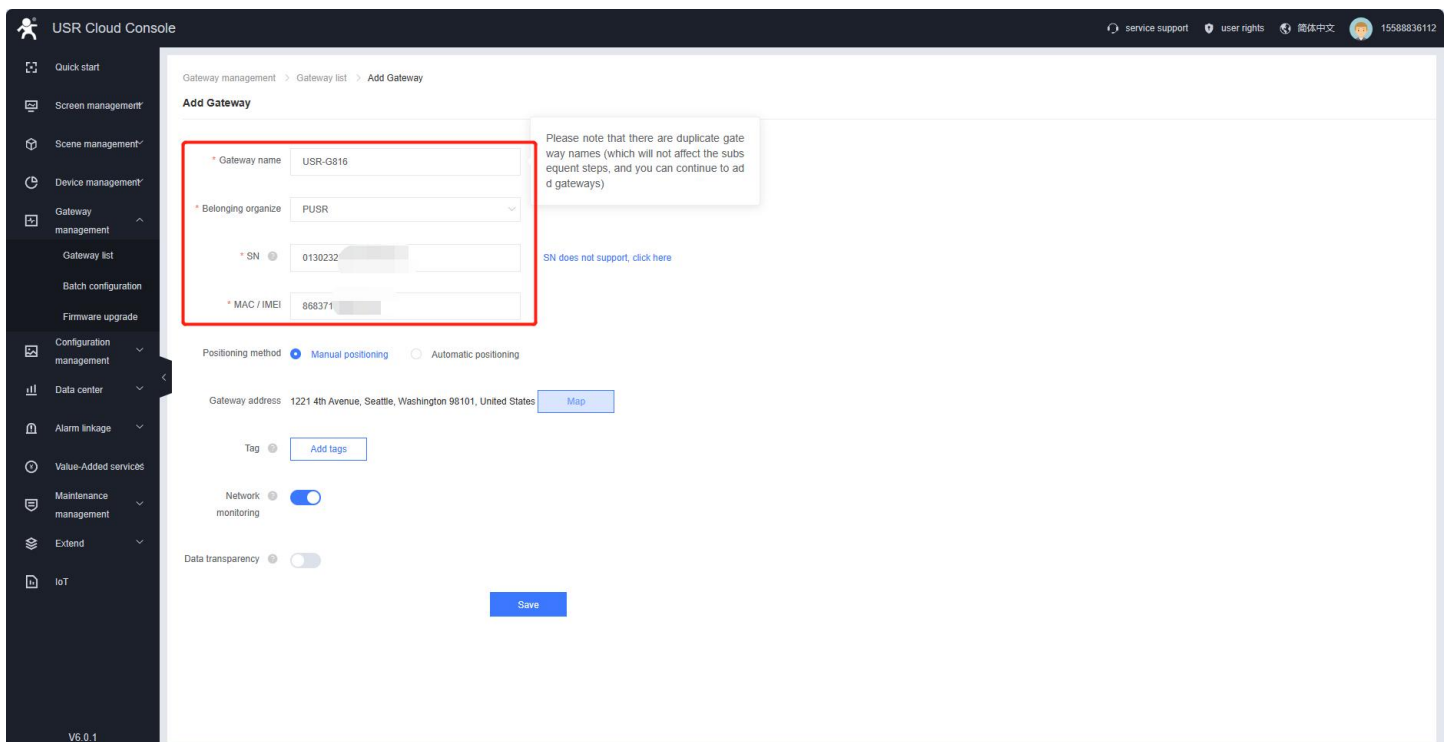 USR Cloud Console
service support
user rights
简体中文
15588836112
Quick start
Screen management
Scene management
Device management
Gateway
management
Gateway list
Batch configuration
Firmware upgrade
Configuration
management
Data center
Alarm linkage
Value-Added services
Maintenance
management
Extend
IoT
V6.0.1
Gateway management > Gateway list > Add Gateway
Add Gateway
* Gateway name USR-G816
Please note that there are duplicate gate
way names (which will not affect the subs
equent steps, and you can continue to ad
d gateways)
* Belonging organize PUSR
* SN 0130232
SN does not support, click here
* MAC / IMEI 868371
Positioning method Manual positioning Automatic positioning
Gateway address 1221 4th Avenue, Seattle, Washington 98101, United States Map
Tag Add tags
Network
monitoring
Data transparency
Save